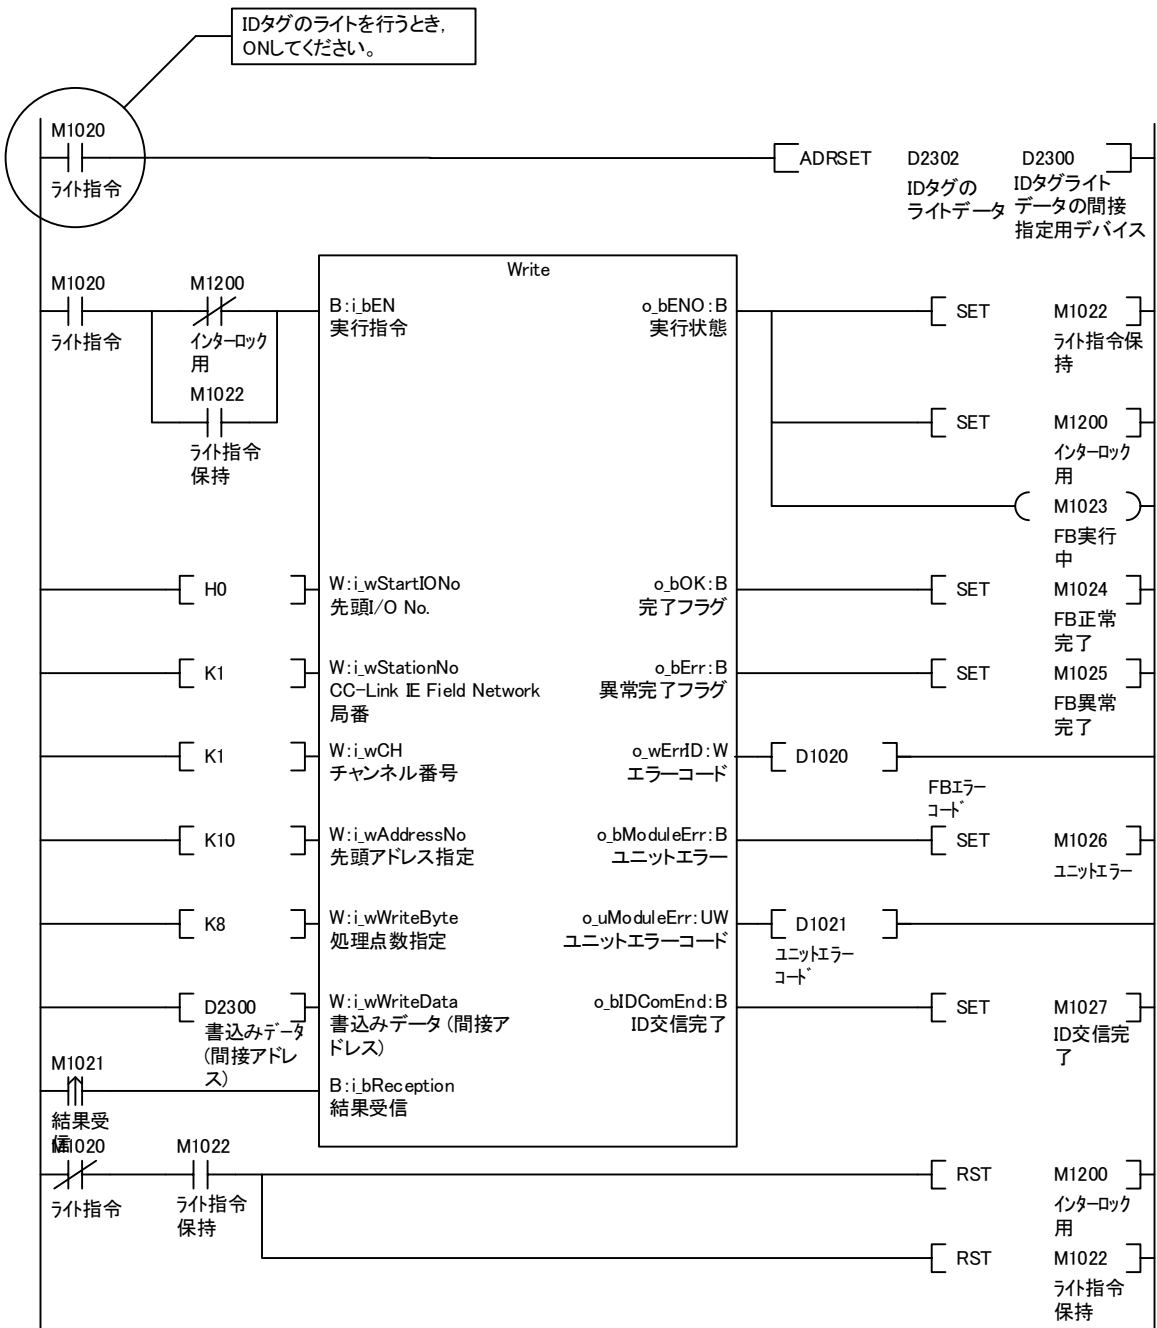 IDタグのライトを行うとき,
ONしてください。
M1020
ライト指令
ADRSET D2302 D2300
IDタグの
ライトデータ
IDタグライト
データの間接
指定用デバイス
Write
M1020
ライト指令
M1200
インターロック
用
M1022
ライト指令
保持
B:i_bEN
実行指令
o_bENO:B
実行状態
SET M1022
ライト指令保
持
SET M1200
インターロック
用
M1023
FB実行
中
H0
W:i_wStartIONo
先頭I/O No.
o_bOK:B
完了フラグ
SET M1024
FB正常
完了
K1
W:i_wStationNo
CC-Link IE Field Network
局番
o_bErr:B
異常完了フラグ
SET M1025
FB異常
完了
K1
W:i_wCH
チャンネル番号
o_wErrID:W
エラーコード
D1020
FBエラー
コード
K10
W:i_wAddressNo
先頭アドレス指定
o_bModuleErr:B
ユニットエラー
SET M1026
ユニットエラー
K8
W:i_wWriteByte
処理点数指定
o_uModuleErr:UW
ユニットエラーコード
D1021
ユニットエラー
コード
D2300
書込みデータ
(間接アドレ
ス)
W:i_wWriteData
書込みデータ(間接ア
ドレス)
o_bIDComEnd:B
ID交信完了
SET M1027
ID交信完
了
M1021
結果受
信
B:i_bReception
結果受信
M1020
ライト指令
M1022
ライト指令
保持
RST M1200
インターロック
用
RST M1022
ライト指令
保持